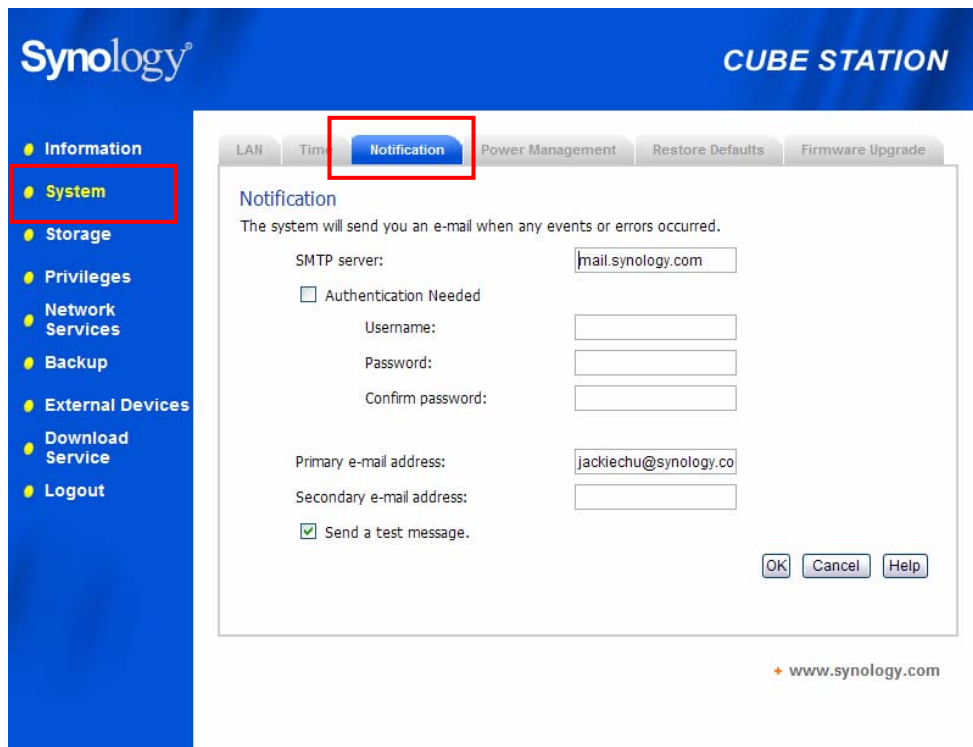 Synology®
CUBE STATION
Information
System
Storage
Privileges
Network
Services
Backup
External Devices
Download
Service
Logout
LAN Time Notification Power Management Restore Defaults Firmware Upgrade
Notification
The system will send you an e-mail when any events or errors occurred.
SMTP server: mail.synology.com
Authentication Needed
Username:
Password:
Confirm password:
Primary e-mail address: jackiechu@synology.co
Secondary e-mail address:
Send a test message.
OK Cancel Help
+ www.synology.com